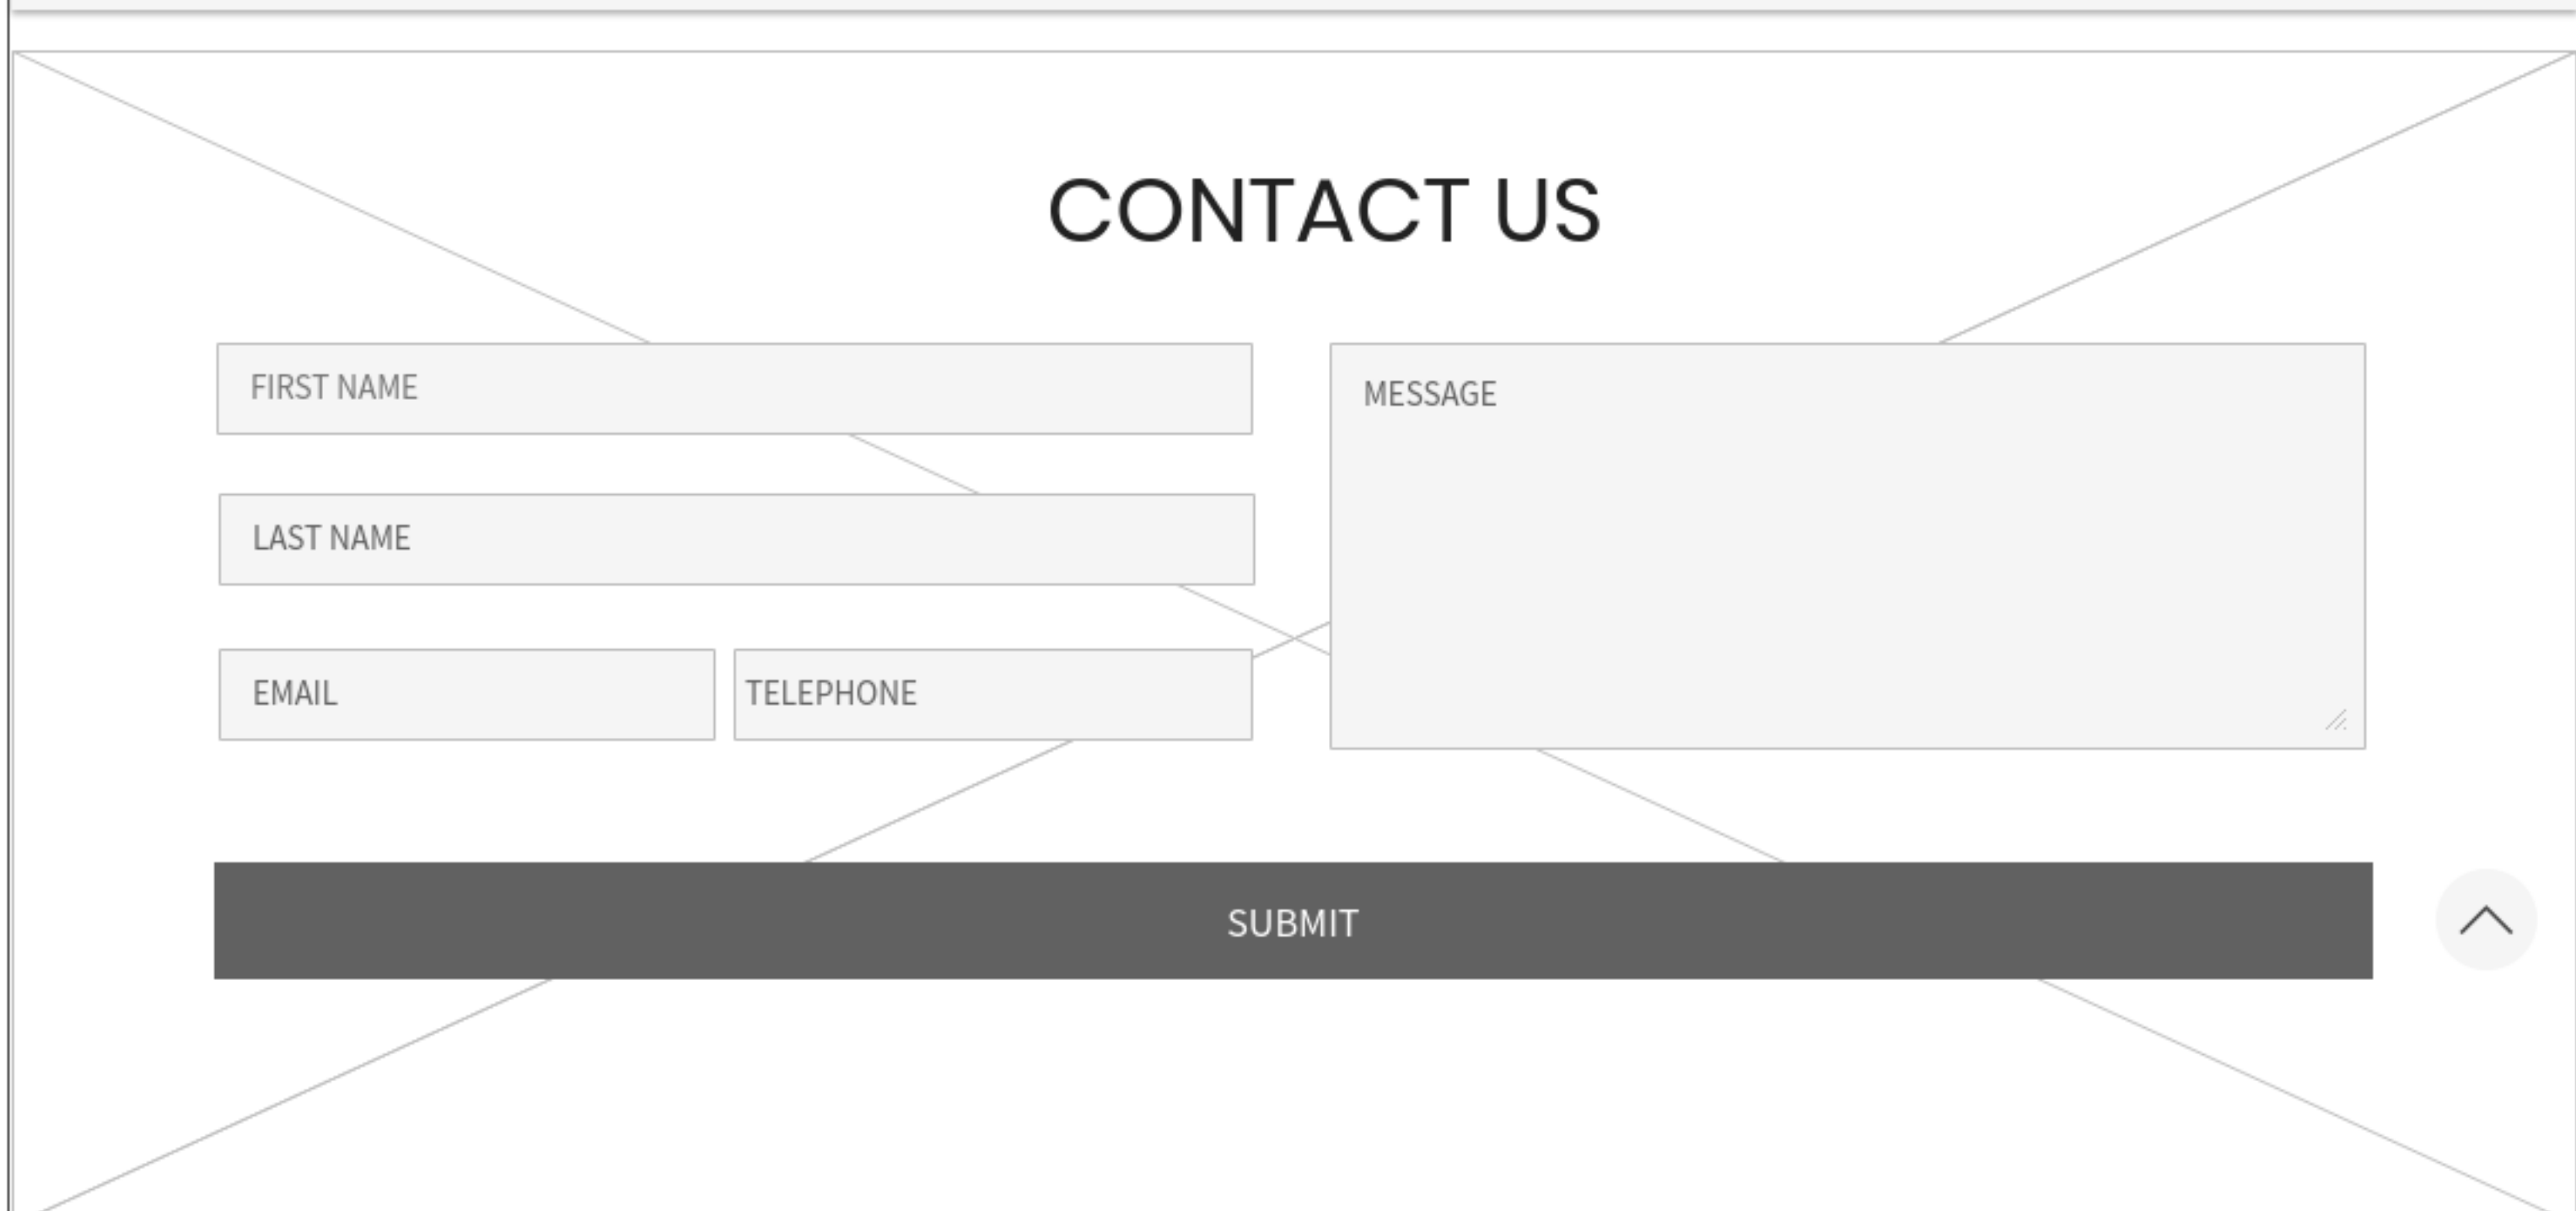 CONTACT US
FIRST NAME
LAST NAME
EMAIL
TELEPHONE
MESSAGE
SUBMIT